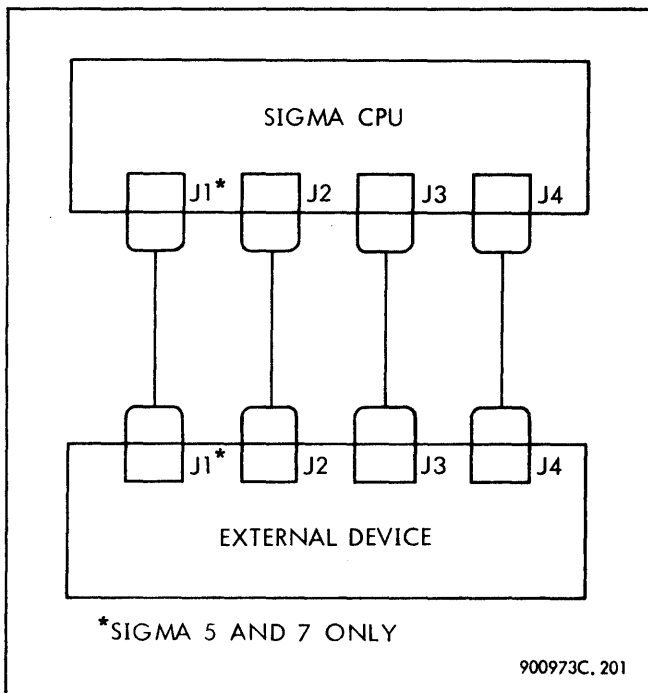 SIGMA CPU
J1* J2 J3 J4
J1* J2 J3 J4
EXTERNAL DEVICE
*SIGMA 5 AND 7 ONLY
900973C.201